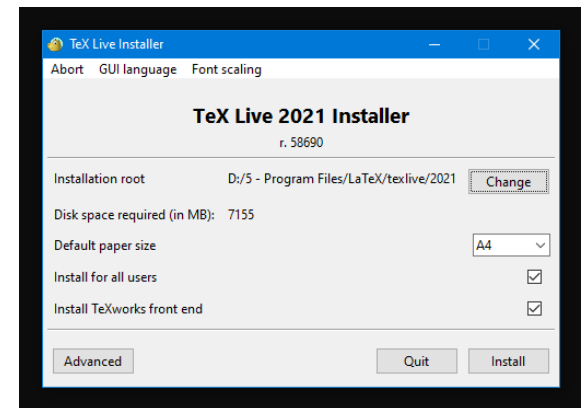 TeX Live Installer
Abort GUI language Font scaling
TeX Live 2021 Installer
r. 58690
Installation root D:/5 - Program Files/LaTeX/texlive/2021 Change
Disk space required (in MB): 7155
Default paper size A4
Install for all users
Install TeXworks front end
Advanced Quit Install